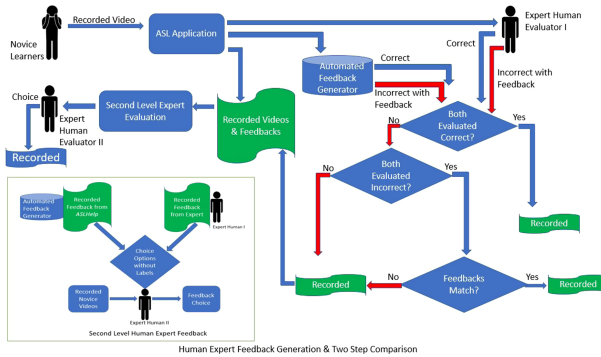 Recorded Video
Novice
Learners
ASL Application
Expert Human
Evaluator I
Correct
Correct
Automated
Feedback
Generator
Incorrect with
Feedback
Incorrect with
Feedback
Choice
Expert
Human
Evaluator II
Second Level Expert
Evaluation
Recorded Videos
& Feedbacks
Recorded
Both
Evaluated
Correct?
No
Yes
Both
Evaluated
Incorrect?
No
Yes
Recorded
Feedbacks
Match?
No
Yes
Recorded
Recorded
Automated
Feedback
Generator
Recorded
Feedback from
ASLHelp
Recorded
Feedback
from Expert
Expert Human I
Choice
Options
without
Labels
Recorded
Novice
Videos
Feedback
Choice
Expert Human II
Second Level Human Expert Feedback
Human Expert Feedback Generation & Two Step Comparison